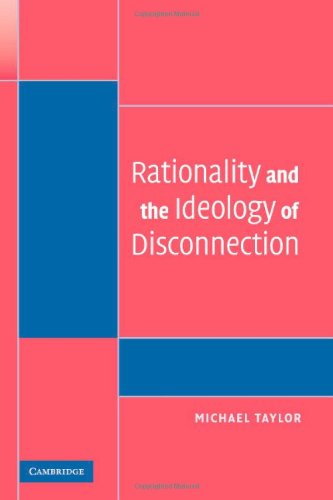 Rationality and
the Ideology of
Disconnection
MICHAEL TAYLOR
CAMBRIDGE